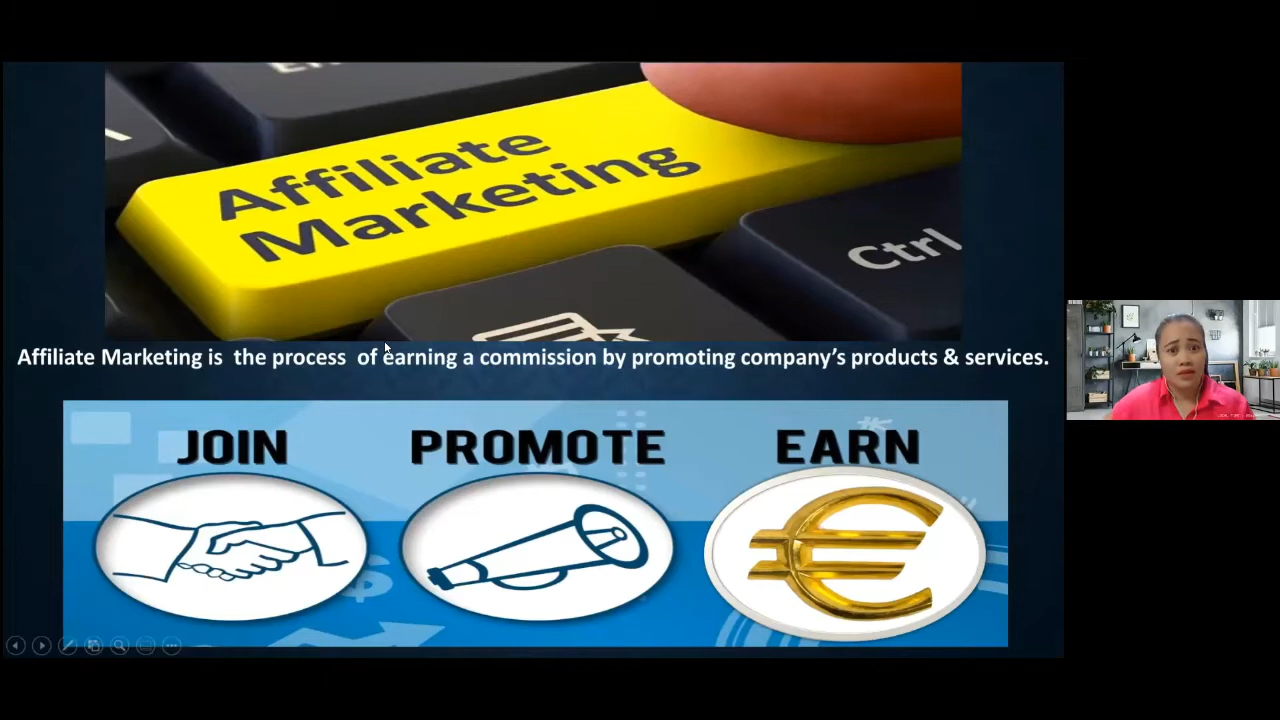 Affiliate
Marketing
Ctrl
Affiliate Marketing is the process of earning a commission by promoting company's products & services.
JOIN
PROMOTE
EARN